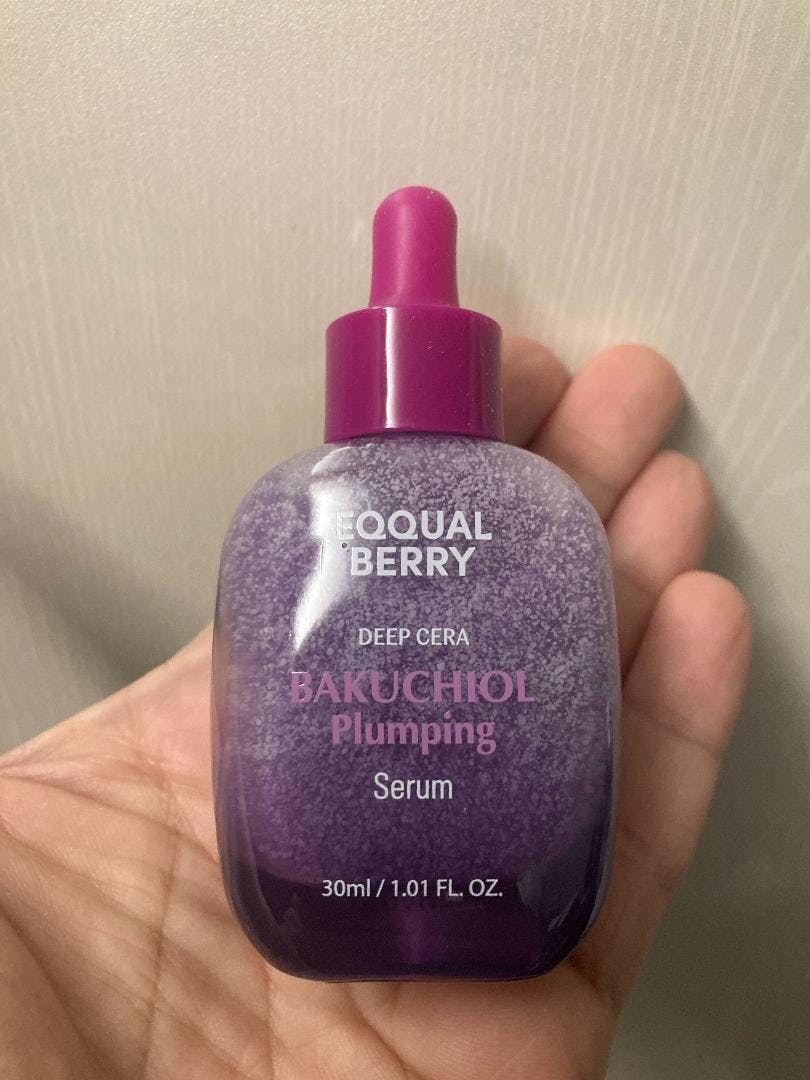 EQQUAL
BERRY
DEEP CERA
BAKUCHIOL
Plumping
Serum
30ml / 1.01 FL. OZ.